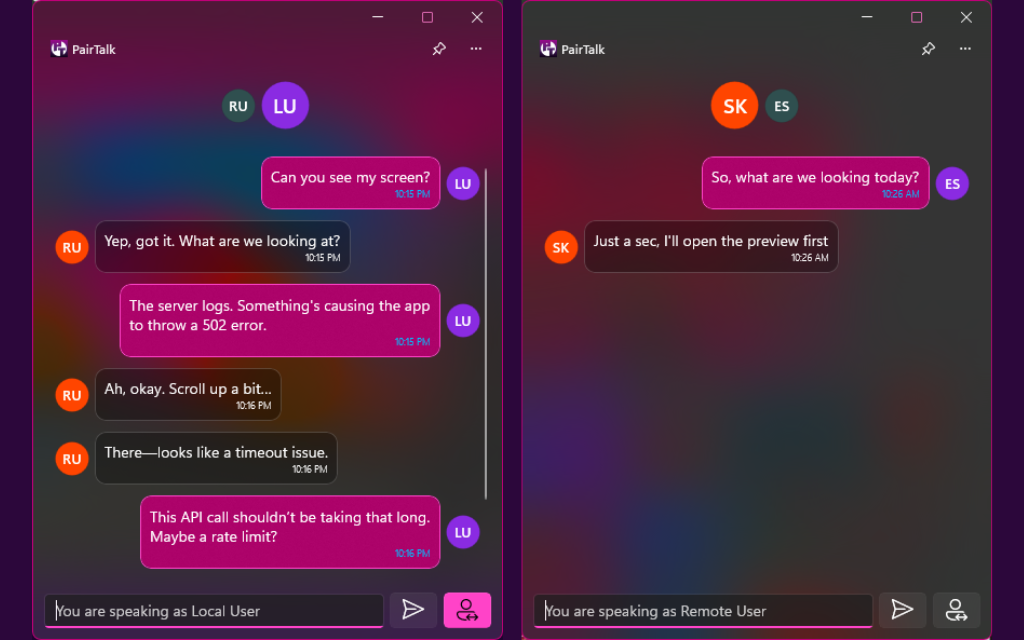 PairTalk
RU
LU
Can you see my screen?
10:15 PM
LU
RU
Yep, got it. What are we looking at?
10:15 PM
The server logs. Something's causing the app
to throw a 502 error.
10:15 PM
LU
RU
Ah, okay. Scroll up a bit...
10:16 PM
RU
There—looks like a timeout issue.
10:16 PM
This API call shouldn’t be taking that long.
Maybe a rate limit?
10:16 PM
LU
You are speaking as Local User
PairTalk
SK
ES
So, what are we looking today?
10:26 AM
ES
SK
Just a sec, I'll open the preview first
10:26 AM
You are speaking as Remote User